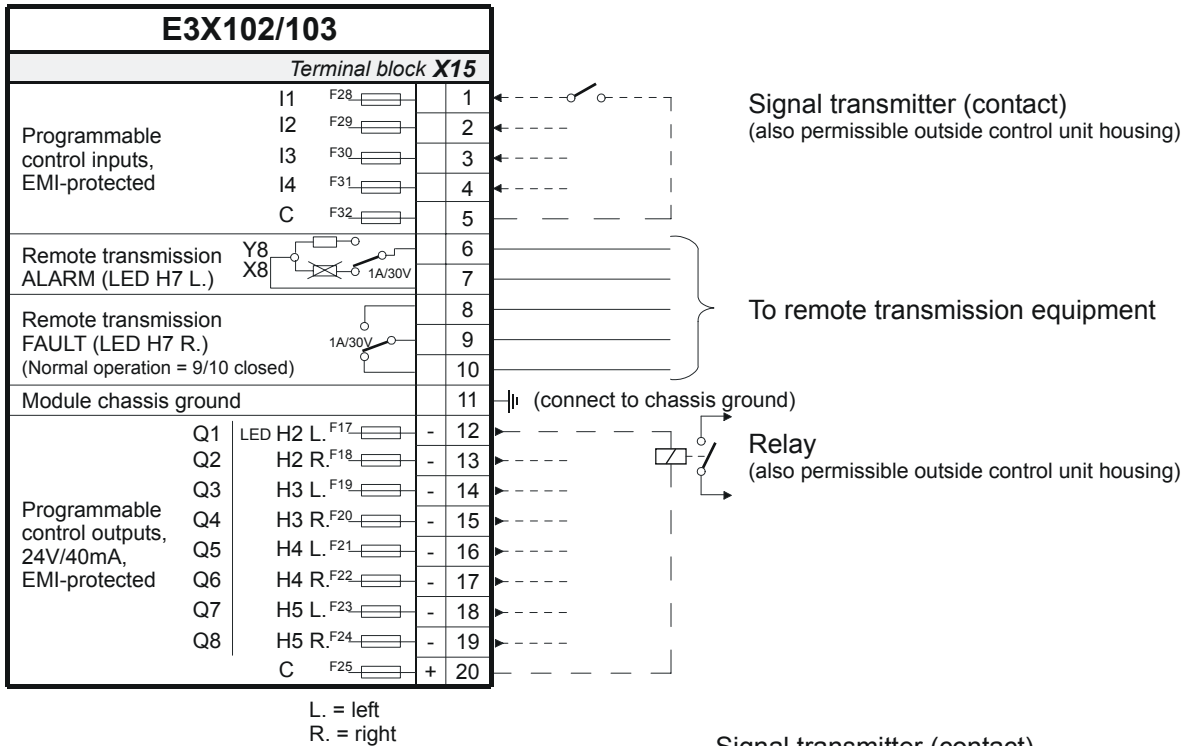 E3X102/103
Terminal block X15
Programmable
control inputs,
EMI-protected
I1 F28 1
I2 F29 2
I3 F30 3
I4 F31 4
C F32 5
Signal transmitter (contact)
(also permissible outside control unit housing)
Remote transmission
ALARM (LED H7 L.)
Y8
X8
1A/30V
6
7
Remote transmission
FAULT (LED H7 R.)
(Normal operation = 9/10 closed)
1A/30V
8
9
10
To remote transmission equipment
Module chassis ground 11 (connect to chassis ground)
Programmable
control outputs,
24V/40mA,
EMI-protected
Q1 LED H2 L. F17 - 12
Q2 H2 R. F18 - 13
Q3 H3 L. F19 - 14
Q4 H3 R. F20 - 15
Q5 H4 L. F21 - 16
Q6 H4 R. F22 - 17
Q7 H5 L. F23 - 18
Q8 H5 R. F24 - 19
C F25 + 20
Relay
(also permissible outside control unit housing)
L. = left
R. = right
Signal transmitter (contact)